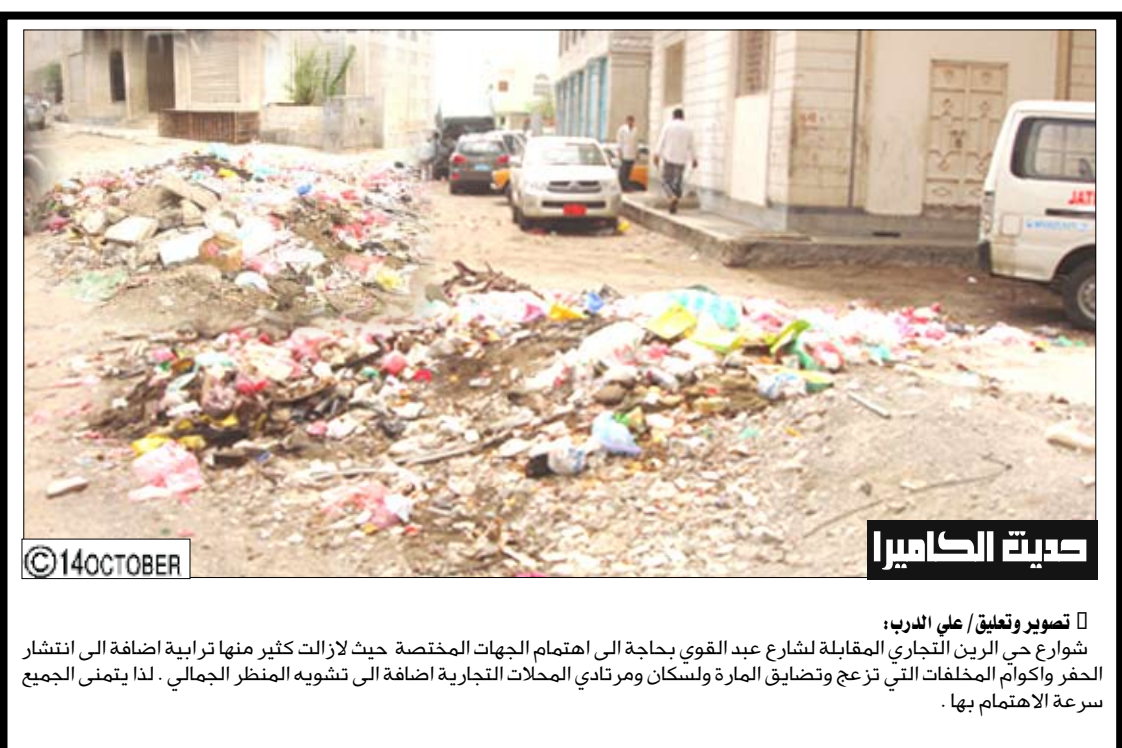 JAT
©14OCTOBER
حديث الكاميرا
تصوير وتعليق/ علي الدرب:
شوارع حي الرين التجاري المقابلة لشارع عبد القوي بحاجة الى اهتمام الجهات المختصة حيث لازالت كثير منها ترابية اضافة الى انتشار
الحفر واكوام المخلفات التي تزعج وتضايق المارة ولسكان ومرتادي المحلات التجارية اضافة الى تشويه المنظر الجمالي . لذا يتمنى الجميع
سرعة الاهتمام بها .